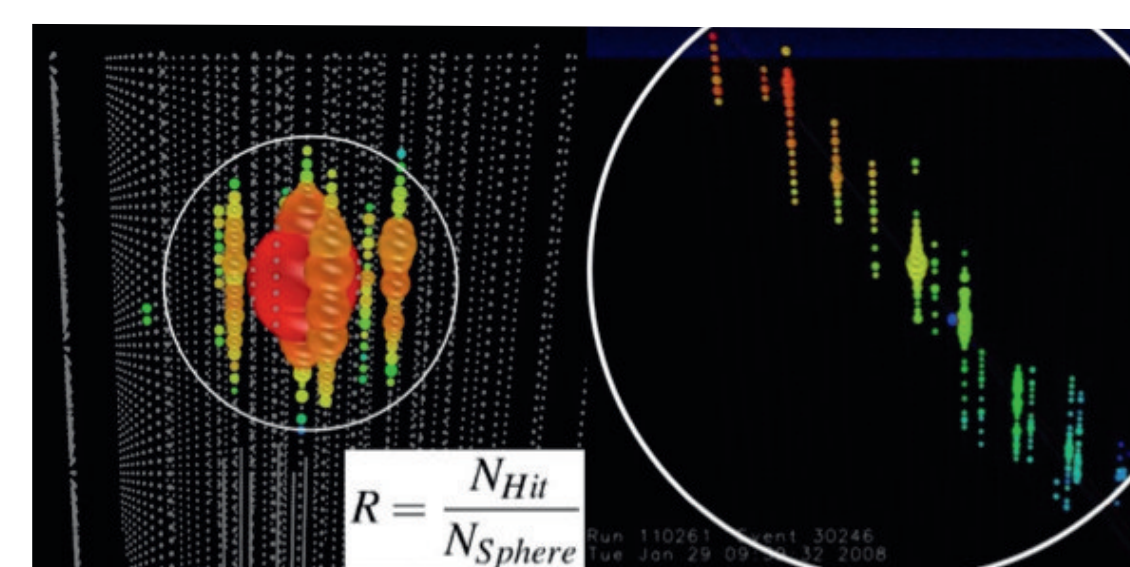 R = N_Hit / N_Sphere
Run 110261 Event 30246
Tue Jan 29 2008